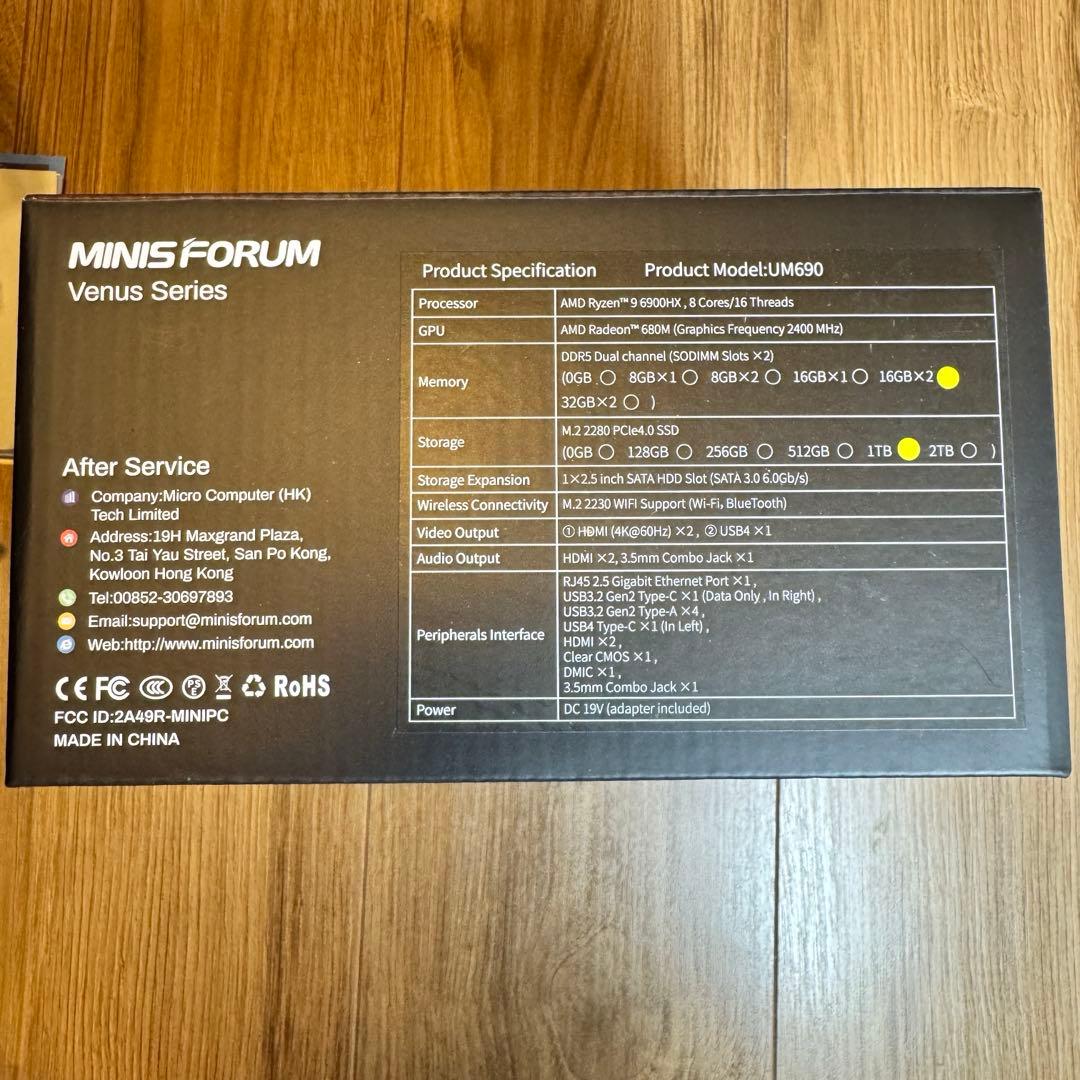 MINISFORUM
Venus Series
After Service
Company:Micro Computer (HK)
Tech Limited
Address:19H Maxgrand Plaza,
No.3 Tai Yau Street, San Po Kong,
Kowloon Hong Kong
Tel:00852-30697893
Email:support@minisforum.com
Web:http://www.minisforum.com
CE FC CCC PSE RoHS
FCC ID:2A49R-MINIPC
MADE IN CHINA
Product Specification Product Model:UM690
Processor AMD Ryzen™ 9 6900HX , 8 Cores/16 Threads
GPU AMD Radeon™ 680M (Graphics Frequency 2400 MHz)
Memory DDR5 Dual channel (SODIMM Slots ×2)
(0GB ○ 8GB×1 ○ 8GB×2 ○ 16GB×1 ○ 16GB×2
32GB×2 ○ )
Storage M.2 2280 PCIe4.0 SSD
(0GB ○ 128GB ○ 256GB ○ 512GB ○ 1TB 2TB ○ )
Storage Expansion 1×2.5 inch SATA HDD Slot (SATA 3.0 6.0Gb/s)
Wireless Connectivity M.2 2230 WIFI Support (Wi-Fi, BlueTooth)
Video Output ① HDMI (4K@60Hz) ×2 , ② USB4 ×1
Audio Output HDMI ×2, 3.5mm Combo Jack ×1
Peripherals Interface RJ45 2.5 Gigabit Ethernet Port ×1 ,
USB3.2 Gen2 Type-C ×1 (Data Only , In Right) ,
USB3.2 Gen2 Type-A ×4 ,
USB4 Type-C ×1 (In Left) ,
HDMI ×2 ,
Clear CMOS ×1 ,
DMIC ×1 ,
3.5mm Combo Jack ×1
Power DC 19V (adapter included)